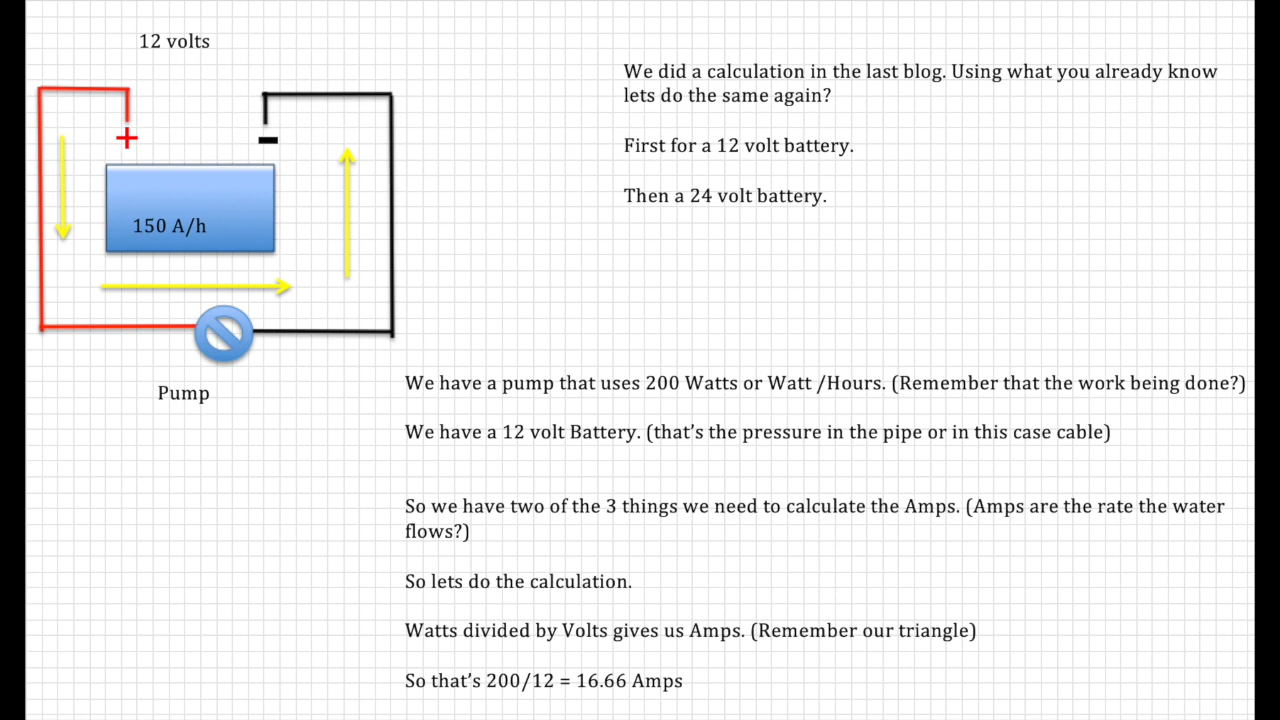 12 volts
We did a calculation in the last blog. Using what you already know
lets do the same again?
First for a 12 volt battery.
Then a 24 volt battery.
+
-
150 A/h
Pump
We have a pump that uses 200 Watts or Watt /Hours. (Remember that the work being done?)
We have a 12 volt Battery. (that’s the pressure in the pipe or in this case cable)
So we have two of the 3 things we need to calculate the Amps. (Amps are the rate the water
flows?)
So lets do the calculation.
Watts divided by Volts gives us Amps. (Remember our triangle)
So that’s 200/12 = 16.66 Amps